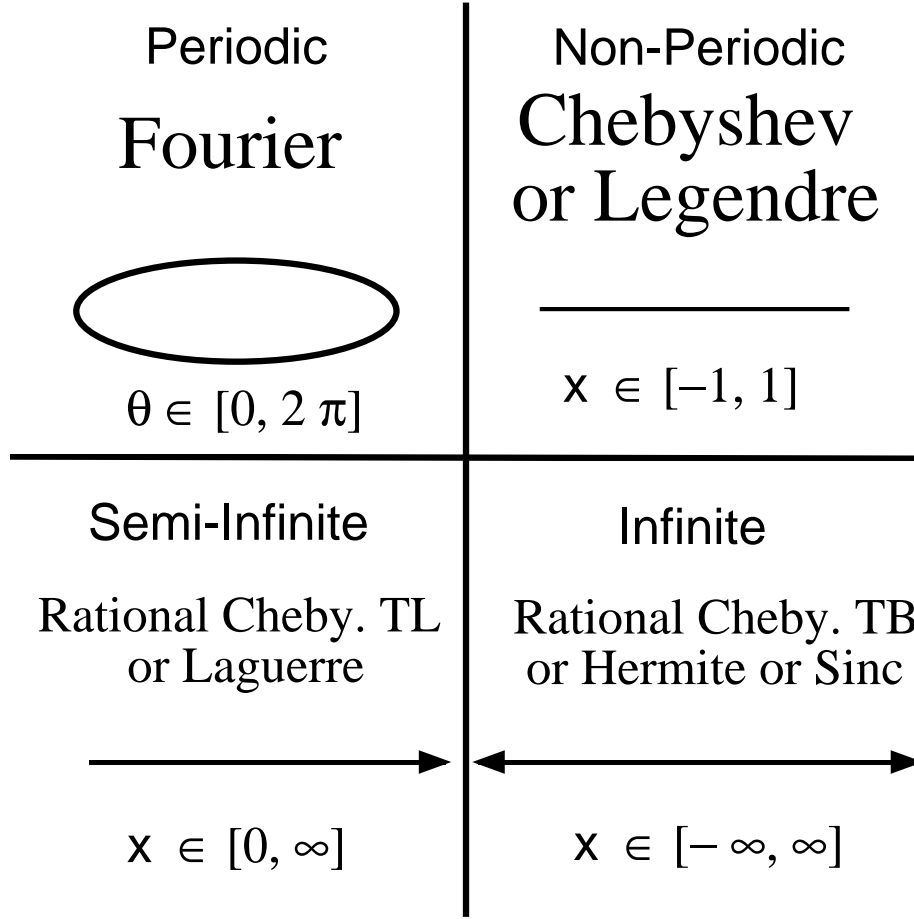 Periodic
Fourier
θ ∈ [0, 2 π]
Non-Periodic
Chebyshev
or Legendre
x ∈ [−1, 1]
Semi-Infinite
Rational Cheby. TL
or Laguerre
x ∈ [0, ∞]
Infinite
Rational Cheby. TB
or Hermite or Sinc
x ∈ [− ∞, ∞]